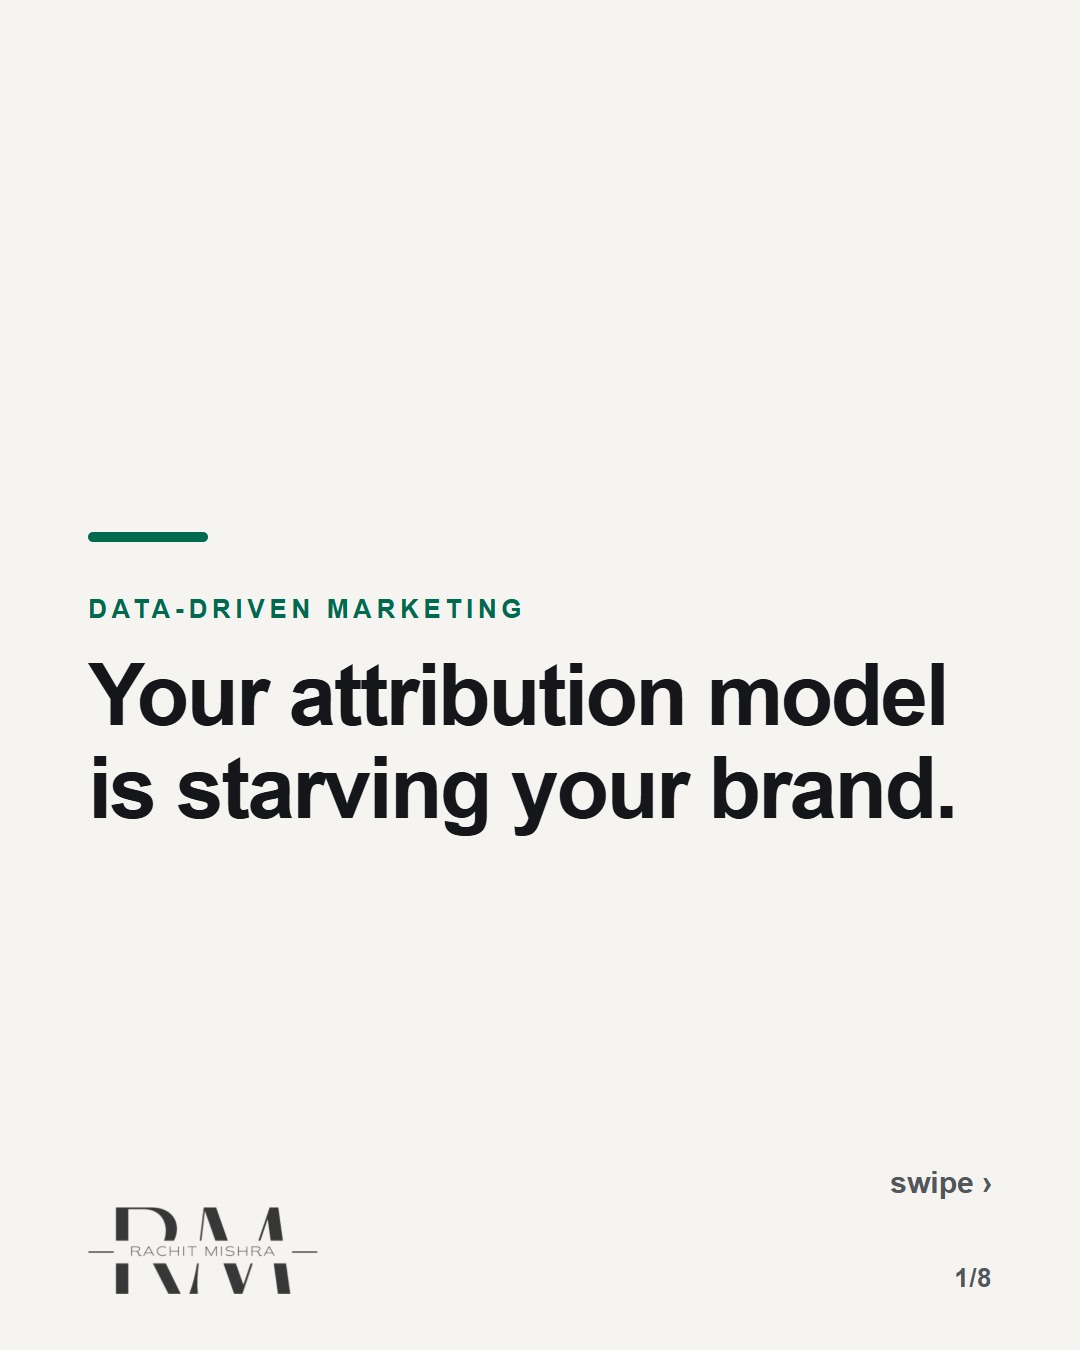 DATA-DRIVEN MARKETING
Your attribution model
is starving your brand.
swipe ›
RM
RACHIT MISHRA
1/8